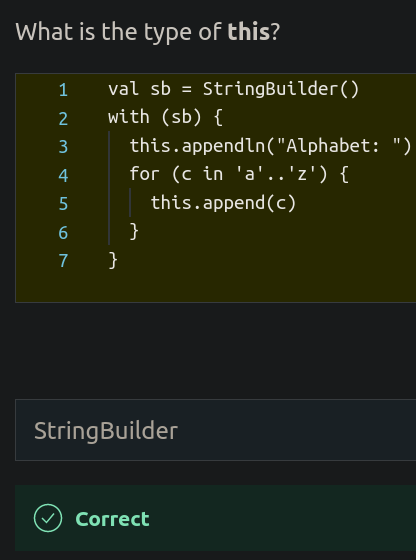 What is the type of this?
1 val sb = StringBuilder()
2 with (sb) {
3 this.appendln("Alphabet: ")
4 for (c in 'a'..'z') {
5 this.append(c)
6 }
7 }
StringBuilder
Correct